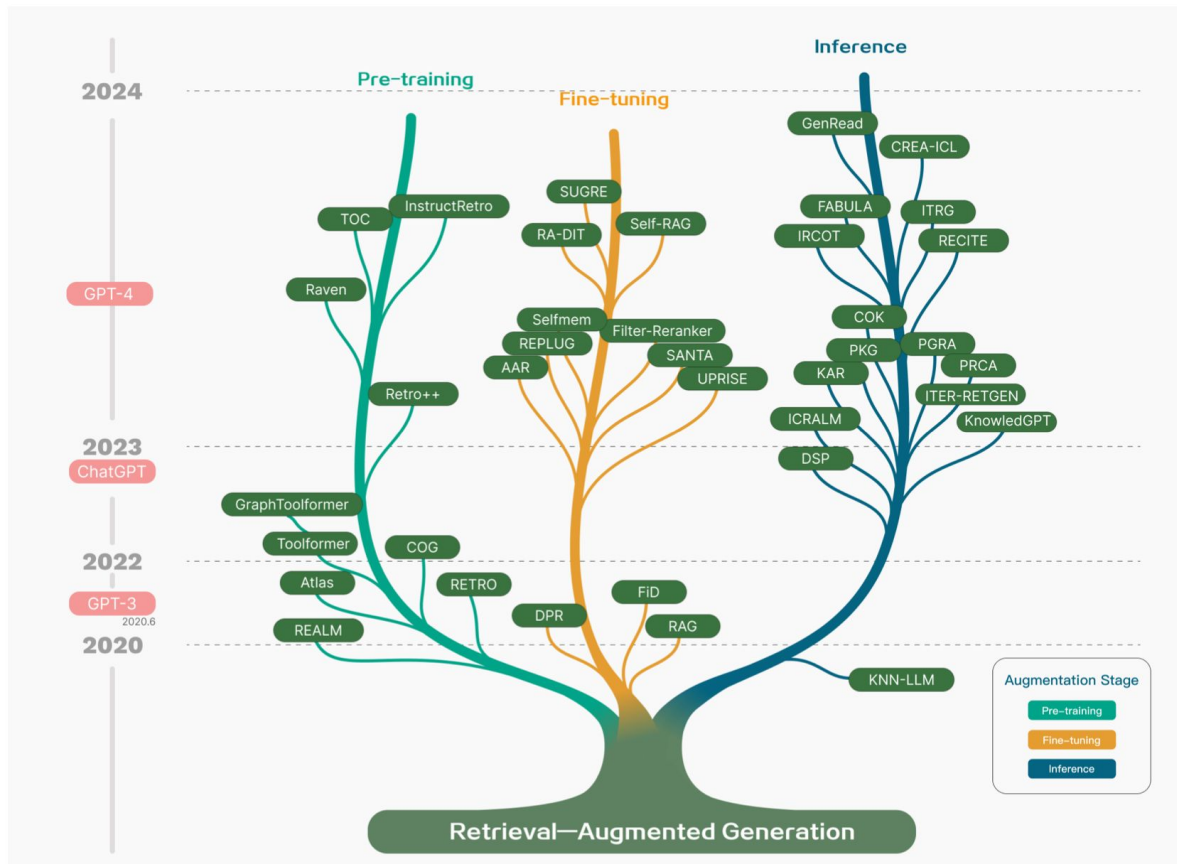 Inference
Pre-training
Fine-tuning
2024
GenRead
CREA-ICL
SUGRE
TOC
InstructRetro
FABULA
ITRG
RA-DIT
Self-RAG
IRCOT
RECITE
GPT-4
Raven
Selfmem
Filter-Reranker
COK
REPLUG
SANTA
PKG
PGRA
AAR
UPRISE
KAR
PRCA
Retro++
ITER-RETGEN
ICRALM
KnowledGPT
2023
ChatGPT
DSP
GraphToolformer
Toolformer
COG
2022
Atlas
RETRO
FiD
GPT-3
2020.6
DPR
RAG
REALM
2020
KNN-LLM
Augmentation Stage
Pre-training
Fine-tuning
Inference
Retrieval—Augmented Generation